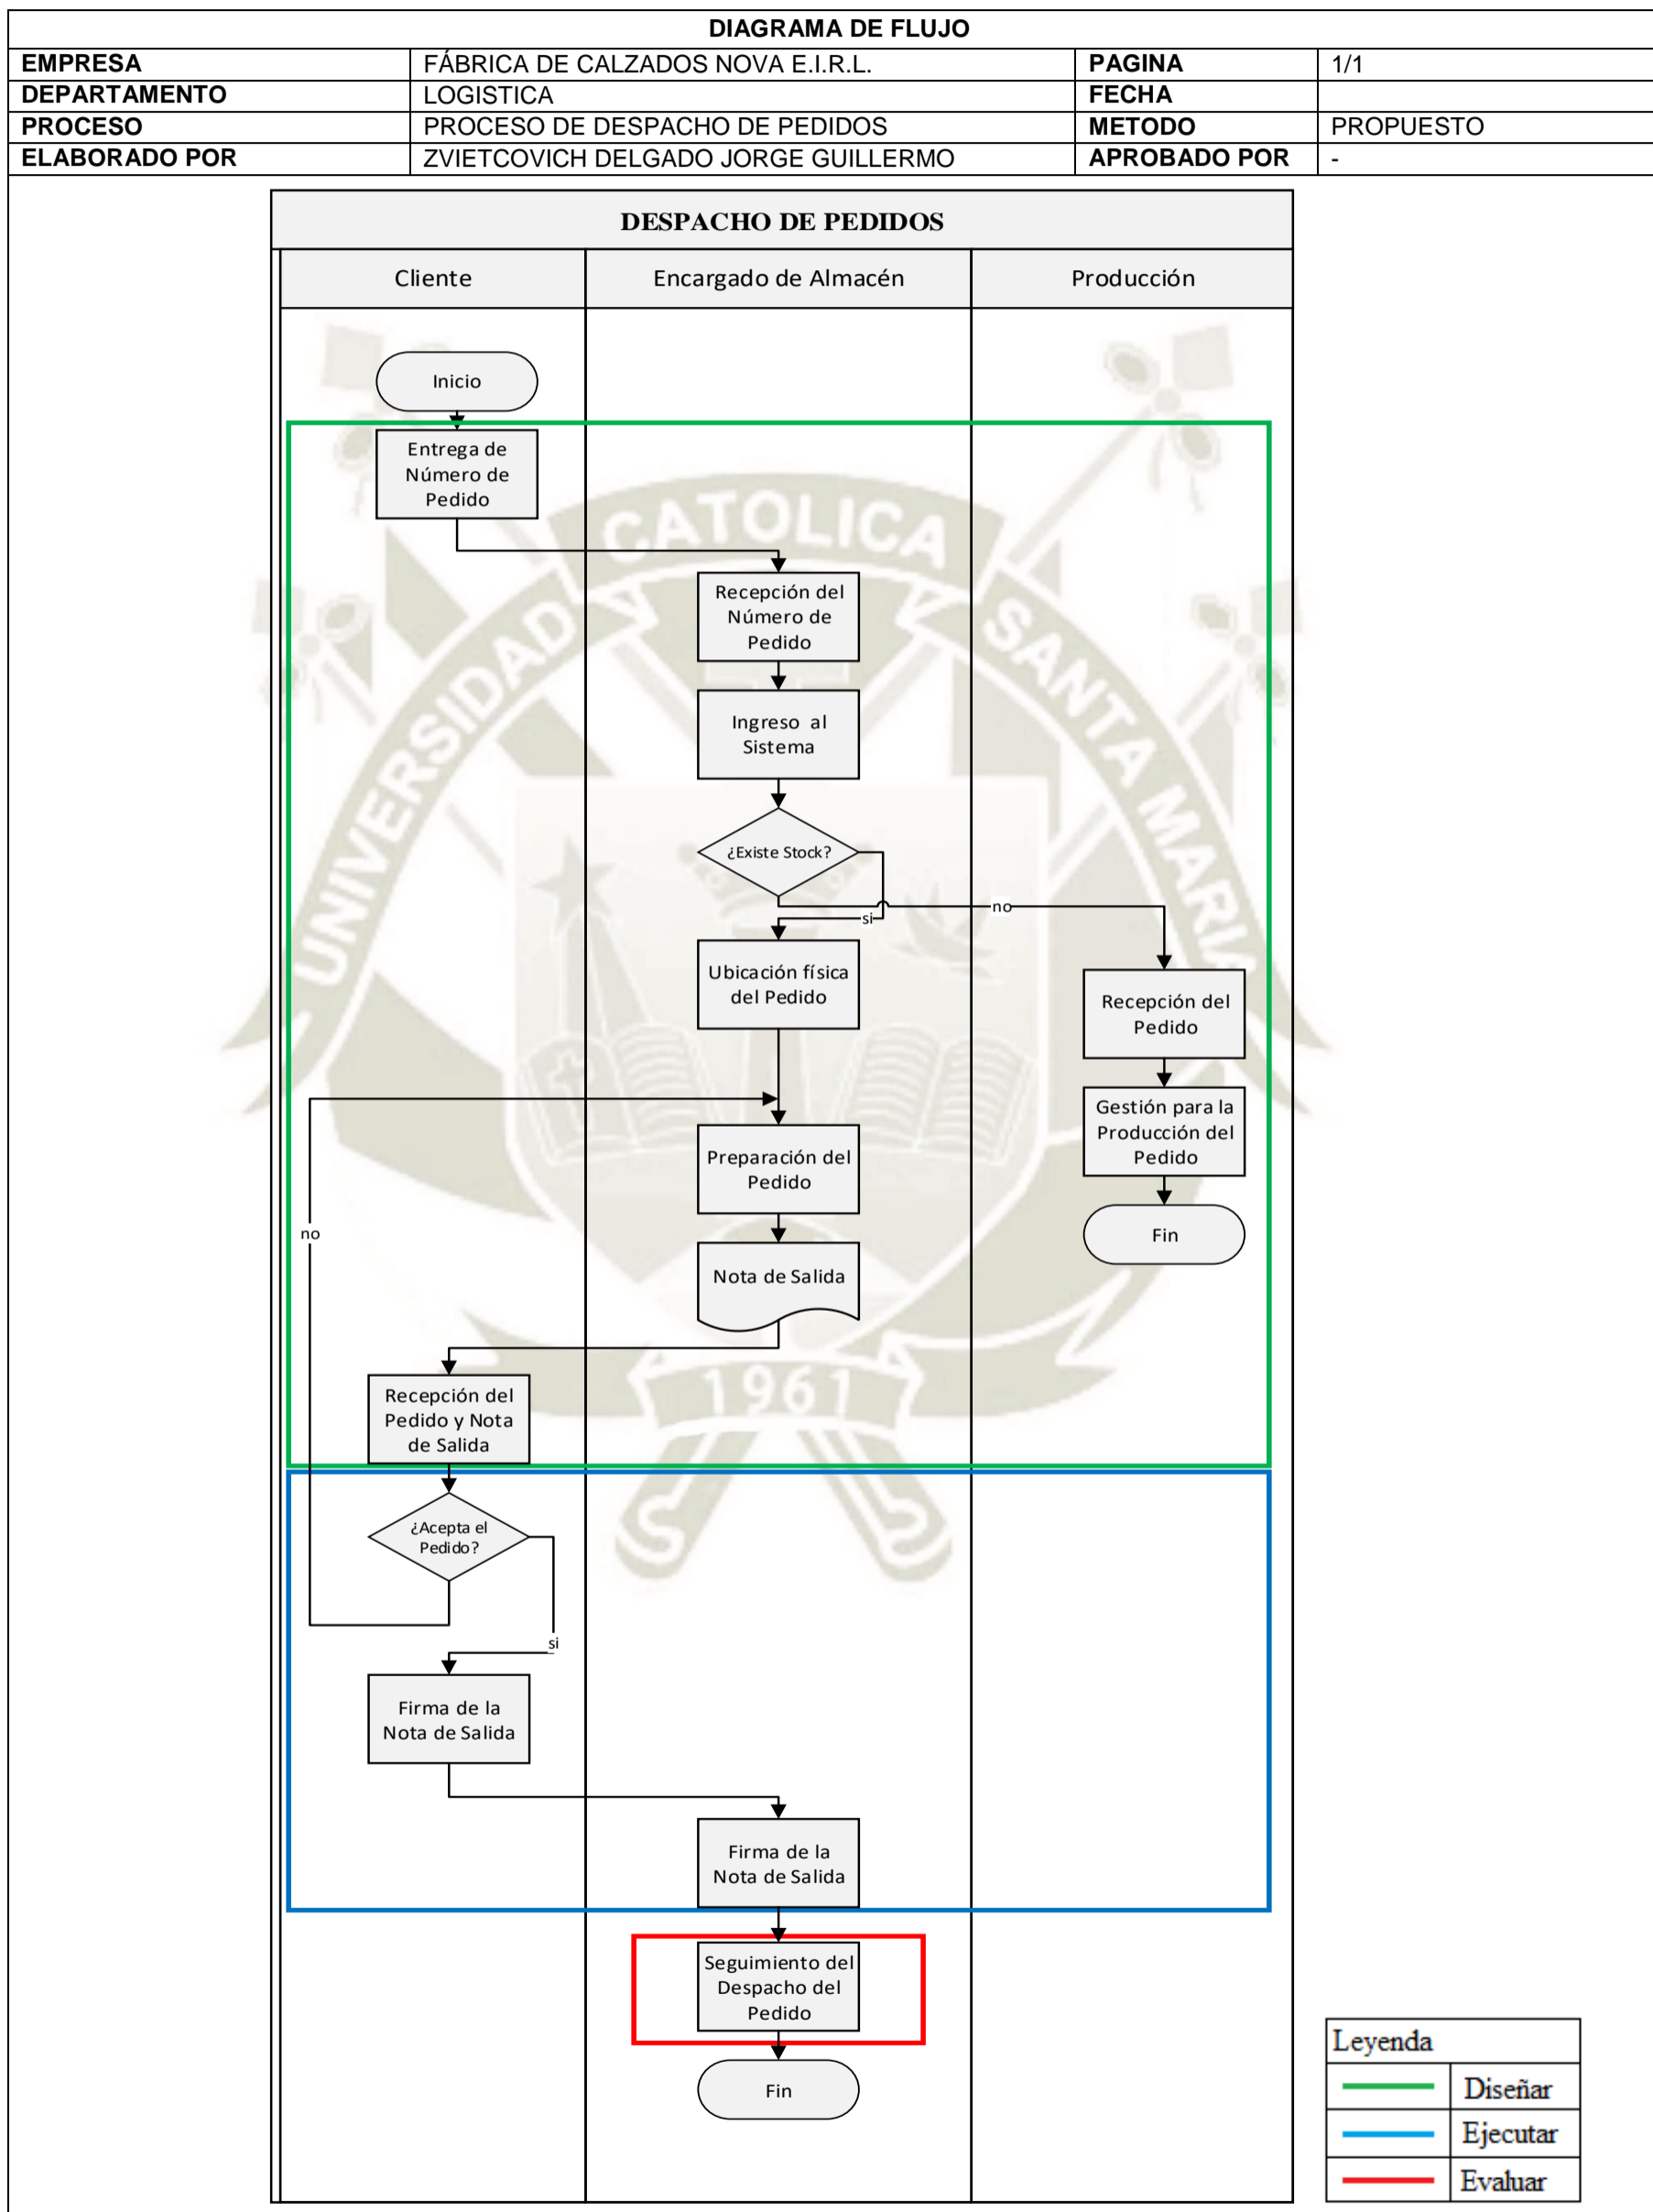 DIAGRAMA DE FLUJO
EMPRESA FÁBRICA DE CALZADOS NOVA E.I.R.L. PAGINA 1/1
DEPARTAMENTO LOGISTICA FECHA
PROCESO PROCESO DE DESPACHO DE PEDIDOS METODO PROPUESTO
ELABORADO POR ZVIETCOVICH DELGADO JORGE GUILLERMO APROBADO POR -
DESPACHO DE PEDIDOS
Cliente Encargado de Almacén Producción
Inicio
Entrega de
Número de
Pedido
Recepción del
Número de
Pedido
Ingreso al
Sistema
¿Existe Stock?
no
si
Ubicación física
del Pedido
Recepción del
Pedido
Gestión para la
Producción del
Pedido
Fin
Preparación del
Pedido
no
Nota de Salida
Recepción del
Pedido y Nota
de Salida
¿Acepta el
Pedido?
si
Firma de la
Nota de Salida
Firma de la
Nota de Salida
Seguimiento del
Despacho del
Pedido
Fin
Leyenda
Diseñar
Ejecutar
Evaluar
UNIVERSIDAD CATOLICA SANTA MARIA
1961